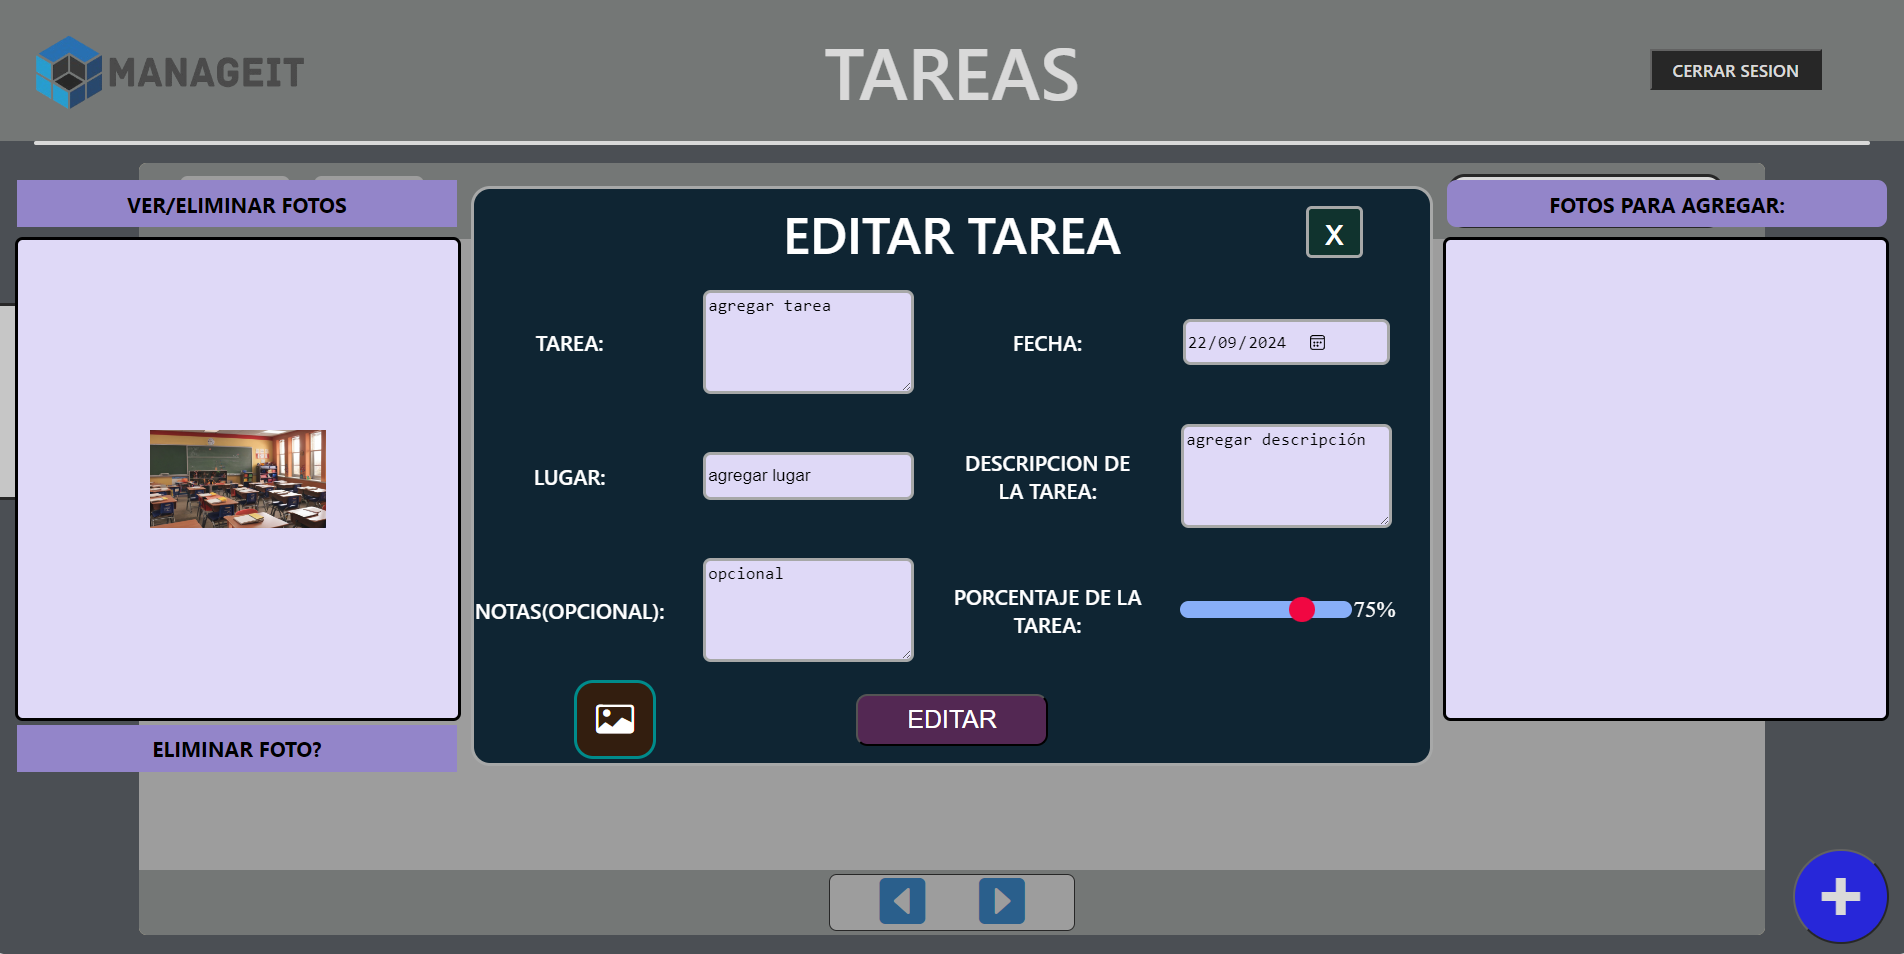 MANAGEIT
TAREAS
CERRAR SESION
VER/ELIMINAR FOTOS
ELIMINAR FOTO?
EDITAR TAREA
X
TAREA:
agregar tarea
FECHA:
22/09/2024
LUGAR:
agregar lugar
DESCRIPCION DE
LA TAREA:
agregar descripción
NOTAS(OPCIONAL):
opcional
PORCENTAJE DE LA
TAREA:
75%
EDITAR
FOTOS PARA AGREGAR: